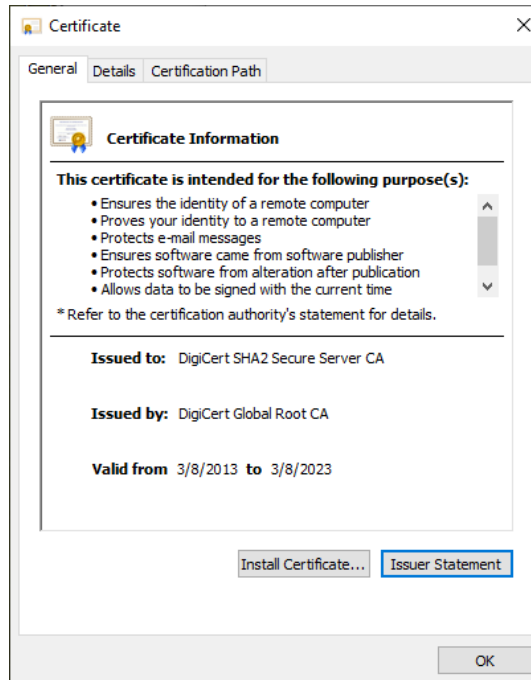 Certificate
General Details Certification Path
Certificate Information
This certificate is intended for the following purpose(s):
• Ensures the identity of a remote computer
• Proves your identity to a remote computer
• Protects e-mail messages
• Ensures software came from software publisher
• Protects software from alteration after publication
• Allows data to be signed with the current time
* Refer to the certification authority's statement for details.
Issued to: DigiCert SHA2 Secure Server CA
Issued by: DigiCert Global Root CA
Valid from 3/8/2013 to 3/8/2023
Install Certificate... Issuer Statement
OK